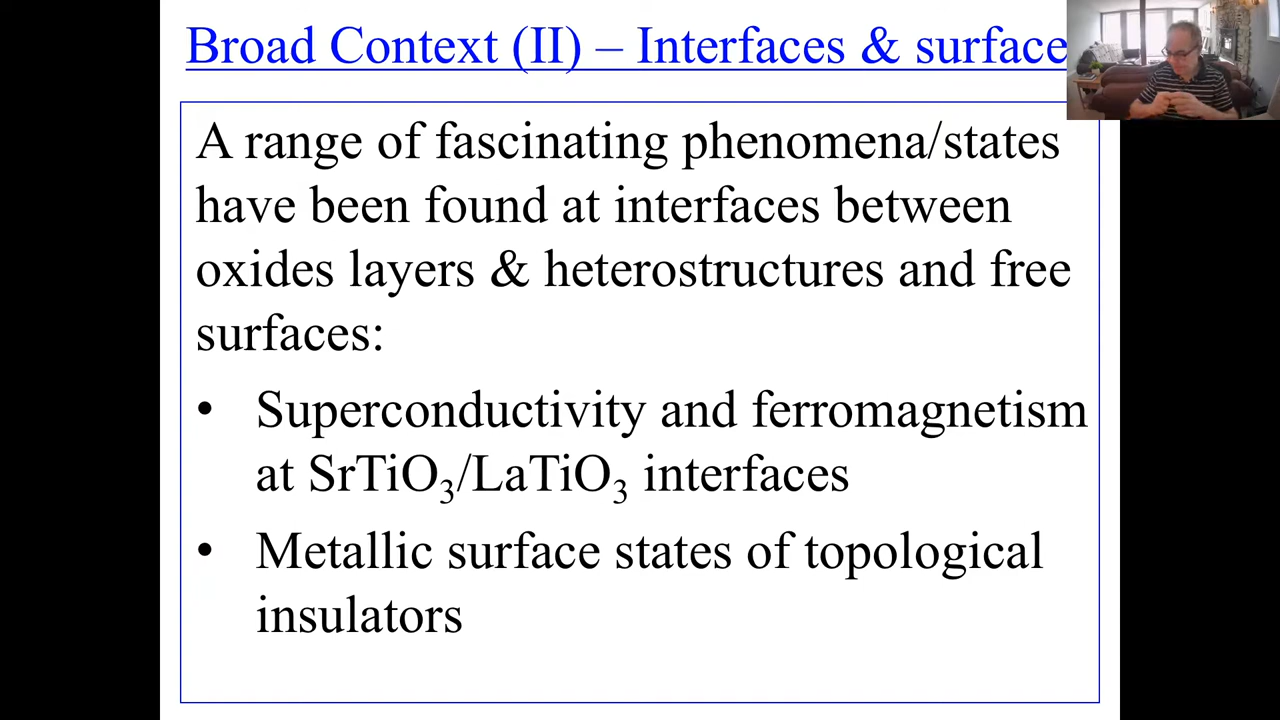 Broad Context (II) – Interfaces & surface
A range of fascinating phenomena/states
have been found at interfaces between
oxides layers & heterostructures and free
surfaces:
• Superconductivity and ferromagnetism
at SrTiO₃/LaTiO₃ interfaces
• Metallic surface states of topological
insulators